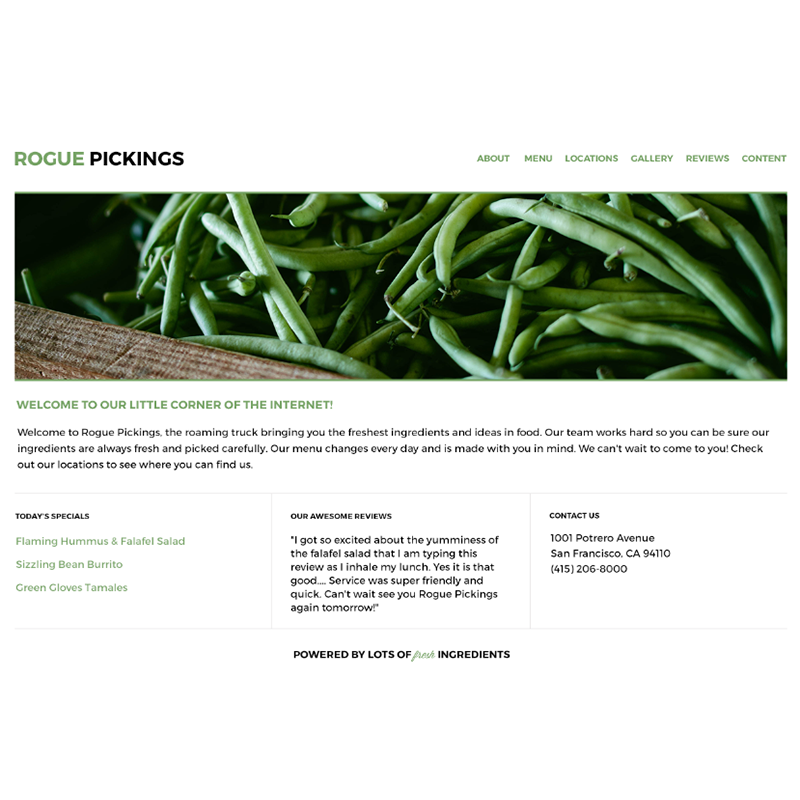 ROGUE PICKINGS
ABOUT MENU LOCATIONS GALLERY REVIEWS CONTENT
WELCOME TO OUR LITTLE CORNER OF THE INTERNET!
Welcome to Rogue Pickings, the roaming truck bringing you the freshest ingredients and ideas in food. Our team works hard so you can be sure our
ingredients are always fresh and picked carefully. Our menu changes every day and is made with you in mind. We can't wait to come to you! Check
out our locations to see where you can find us.
TODAY'S SPECIALS
Flaming Hummus & Falafel Salad
Sizzling Bean Burrito
Green Gloves Tamales
OUR AWESOME REVIEWS
"I got so excited about the yumminess of
the falafel salad that I am typing this
review as I inhale my lunch. Yes it is that
good.... Service was super friendly and
quick. Can't wait see you Rogue Pickings
again tomorrow!"
CONTACT US
1001 Potrero Avenue
San Francisco, CA 94110
(415) 206-8000
POWERED BY LOTS OF fresh INGREDIENTS